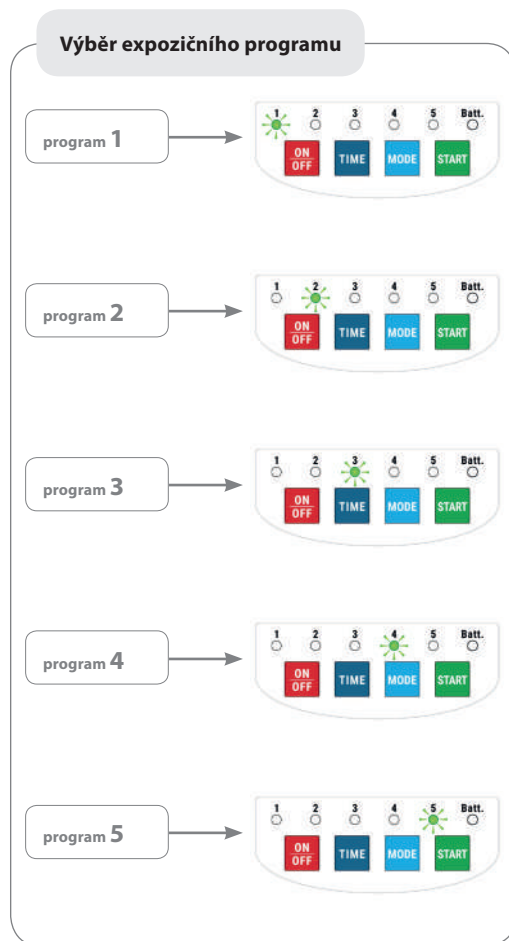 Výběr expozičního programu
program 1
1 2 3 4 5 Batt.
ON OFF TIME MODE START
program 2
1 2 3 4 5 Batt.
ON OFF TIME MODE START
program 3
1 2 3 4 5 Batt.
ON OFF TIME MODE START
program 4
1 2 3 4 5 Batt.
ON OFF TIME MODE START
program 5
1 2 3 4 5 Batt.
ON OFF TIME MODE START